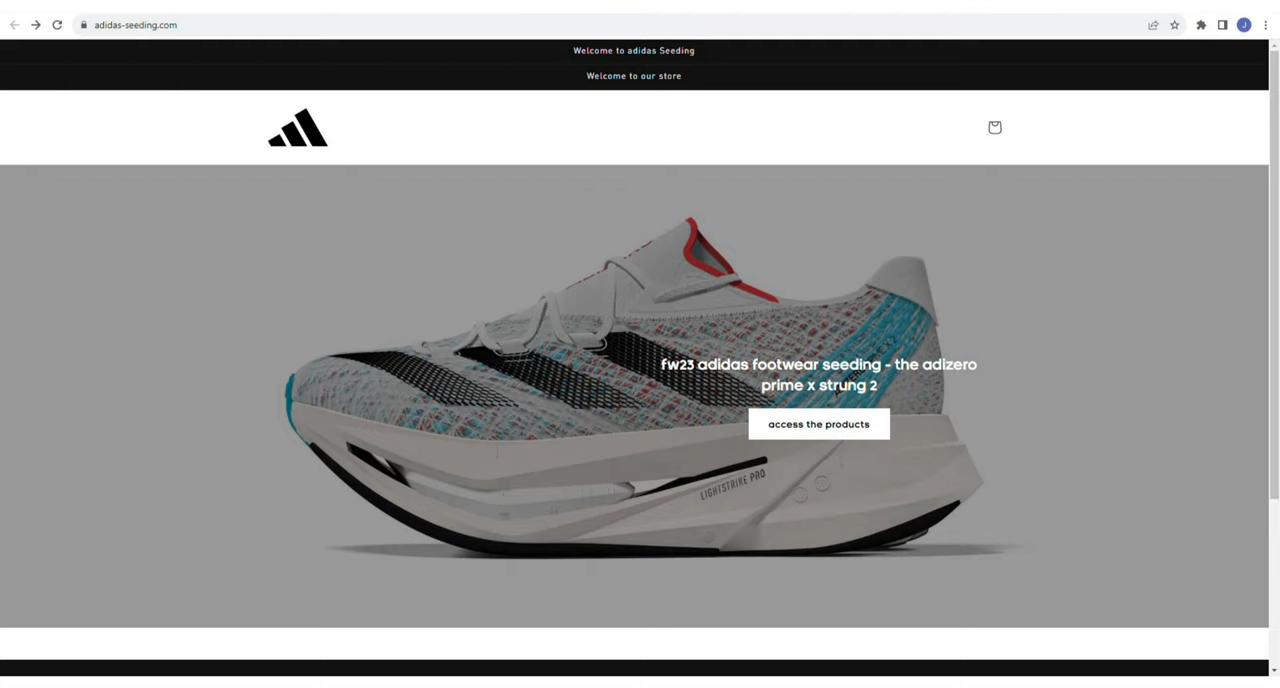 adidas-seeding.com
J
Welcome to adidas Seeding
Welcome to our store
fw23 adidas footwear seeding - the adizero
prime x strung 2
access the products
LIGHTSTRIKE PRO